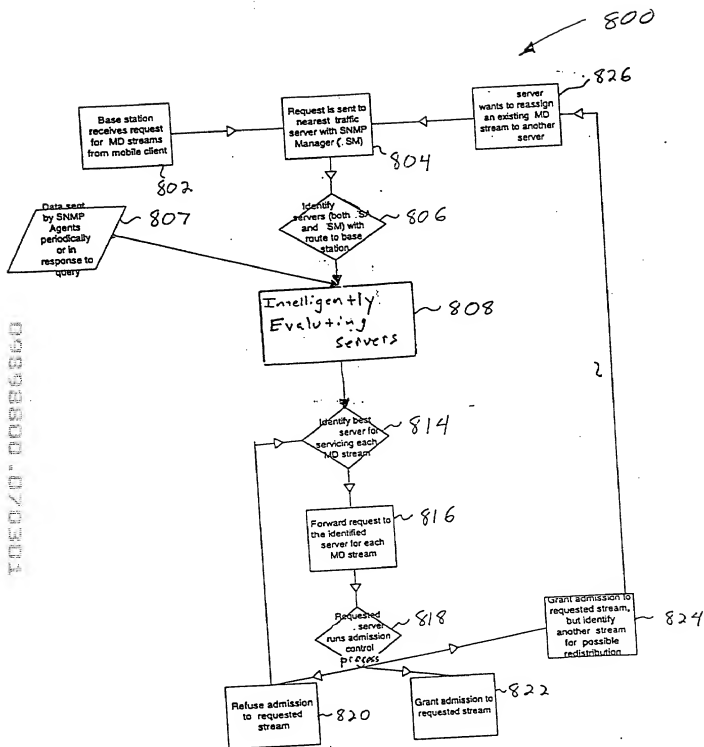 800
Base station
receives request
for MD streams
from mobile client
802
Request is sent to
nearest traffic
server with SNMP
Manager (. SM)
804
server
wants to reassign
an existing MD
stream to another
server
826
Data sent
by SNMP
Agents
periodically
or in
response to
query
807
Identify
servers (both .SA
and SM) with
route to base
station
806
Intelligently
Evaluting
servers
808
Identify best
server for
servicing each
MD stream
814
Forward request to
the identified
server for each
MD stream
816
Requested
. server
runs admission
control
process
818
Grant admission to
requested stream,
but identify
another stream
for possible
redistribution
824
Refuse admission
to requested
stream
820
Grant admission to
requested stream
822
09898800.070301